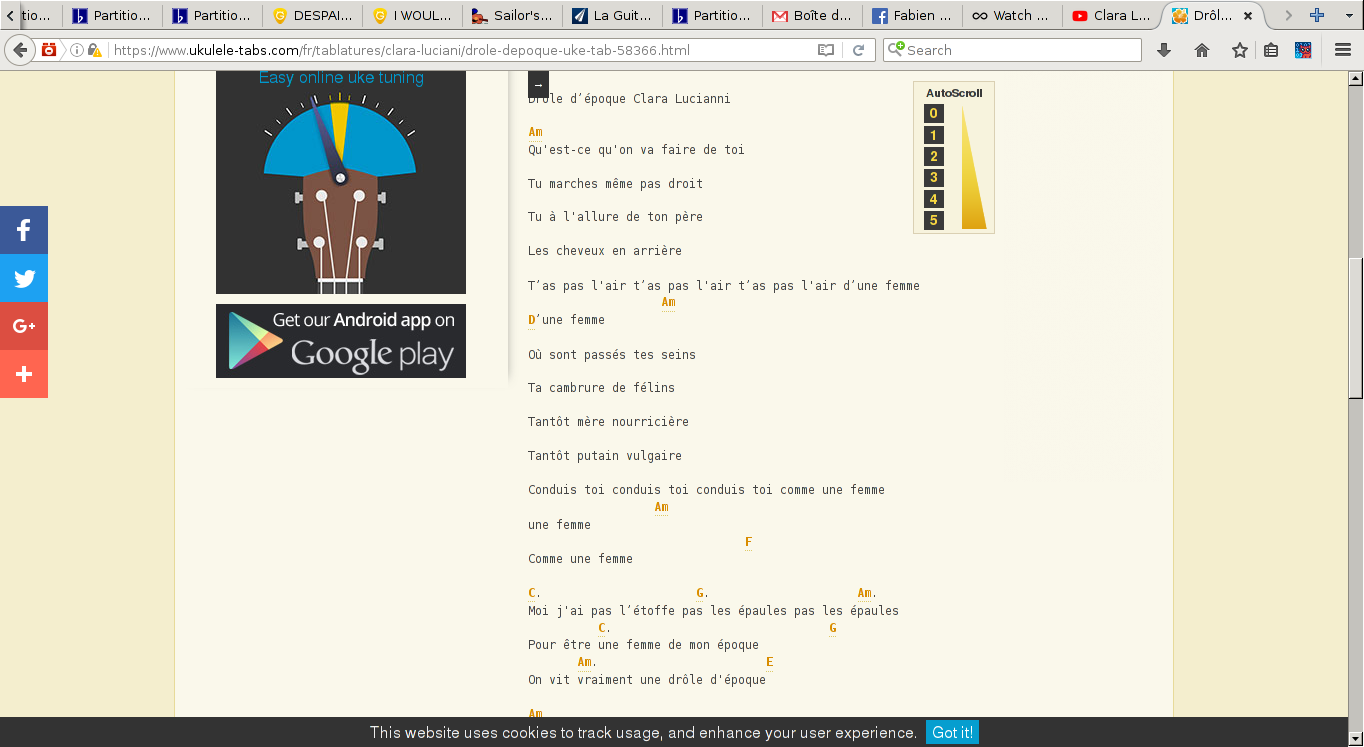 tio...
Partitio...
Partitio...
DESPAI...
I WOUL...
Sailor's...
La Guit...
Partitio...
Boîte d...
Fabien ...
Watch ...
Clara L...
Drôl...
https://www.ukulele-tabs.com/fr/tablatures/clara-luciani/drole-depoque-uke-tab-58366.html
Search
Easy online uke tuning
Get our Android app on
Google play
f
G+
+
→
Drôle d’époque Clara Lucianni
Am
Qu'est-ce qu'on va faire de toi
Tu marches même pas droit
Tu à l'allure de ton père
Les cheveux en arrière
T’as pas l'air t’as pas l'air t’as pas l'air d’une femme
Am
D’une femme
Où sont passés tes seins
Ta cambrure de félins
Tantôt mère nourricière
Tantôt putain vulgaire
Conduis toi conduis toi conduis toi comme une femme
Am
une femme
F
Comme une femme
C. G. Am.
Moi j'ai pas l’étoffe pas les épaules pas les épaules
C. G
Pour être une femme de mon époque
Am. E
On vit vraiment une drôle d'époque
Am
AutoScroll
0
1
2
3
4
5
This website uses cookies to track usage, and enhance your user experience. Got it!